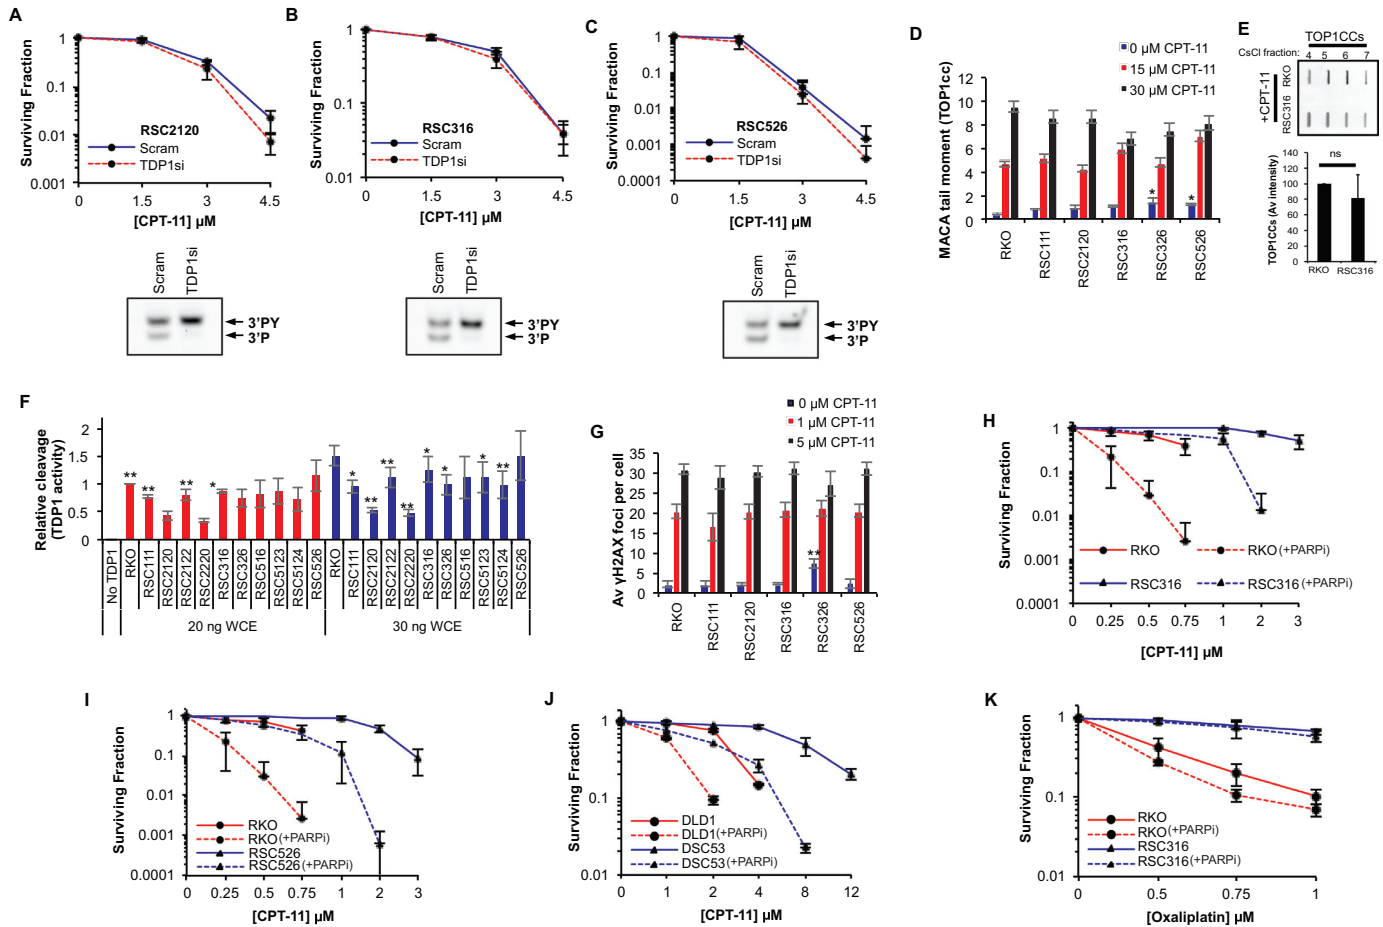 A
Surviving Fraction
1
0.1
0.01
0.001
RSC2120
Scram
TDP1si
0 1.5 3 4.5
[CPT-11] µM
Scram TDP1si
3'PY
3'P
B
Surviving Fraction
1
0.1
0.01
RSC316
Scram
TDP1si
0 1.5 3 4.5
[CPT-11] µM
Scram TDP1si
3'PY
3'P
C
Surviving Fraction
1
0.1
0.01
0.001
0.0001
RSC526
Scram
TDP1si
0 1.5 3 4.5
[CPT-11] µM
Scram TDP1si
3'PY
3'P
D
0 µM CPT-11
15 µM CPT-11
30 µM CPT-11
MACA tail moment (TOP1cc)
12
10
8
6
4
2
0
* *
RKO RSC111 RSC2120 RSC316 RSC326 RSC526
E
TOP1CCs
CsCl fraction: 4 5 6 7
+CPT-11
RKO
RSC316
ns
TOP1CCs (Av intensity)
140
120
100
80
60
40
20
0
RKO RSC316
F
Relative cleavage
(TDP1 activity)
2
1.5
1
0.5
0
** ** ** * * ** ** ** * * * **
No TDP1 RKO RSC111 RSC2120 RSC2122 RSC2220 RSC316 RSC326 RSC516 RSC5123 RSC5124 RSC526 RKO RSC111 RSC2120 RSC2122 RSC2220 RSC316 RSC326 RSC516 RSC5123 RSC5124 RSC526
20 ng WCE 30 ng WCE
G
0 µM CPT-11
1 µM CPT-11
5 µM CPT-11
Av γH2AX foci per cell
35
30
25
20
15
10
5
0
**
RKO RSC111 RSC2120 RSC316 RSC326 RSC526
H
Surviving Fraction
1
0.1
0.01
0.001
0.0001
RKO RKO (+PARPi)
RSC316 RSC316 (+PARPi)
0 0.25 0.5 0.75 1 2 3
[CPT-11] µM
I
Surviving Fraction
1
0.1
0.01
0.001
0.0001
RKO
RKO (+PARPi)
RSC526
RSC526 (+PARPi)
0 0.25 0.5 0.75 1 2 3
[CPT-11] µM
J
Surviving Fraction
1
0.1
0.01
DLD1
DLD1 (+PARPi)
DSC53
DSC53 (+PARPi)
0 1 2 4 8 12
[CPT-11] µM
K
Surviving Fraction
1
0.1
0.01
RKO
RKO (+PARPi)
RSC316
RSC316 (+PARPi)
0 0.5 0.75 1
[Oxaliplatin] µM